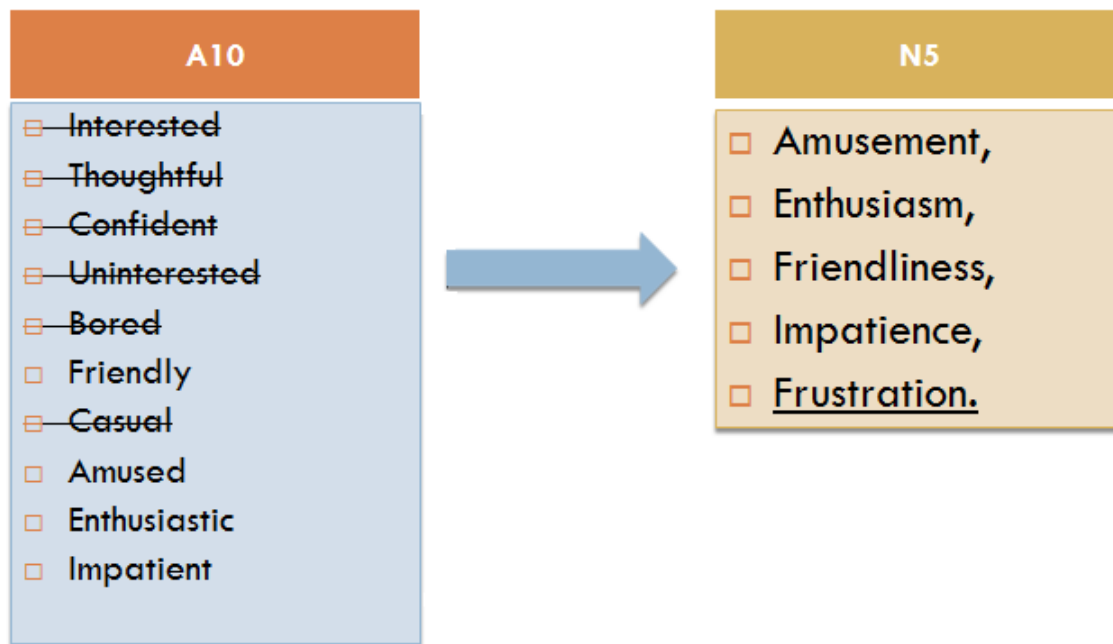 A10
Interested
Thoughtful
Confident
Uninterested
Bored
Friendly
Casual
Amused
Enthusiastic
Impatient
N5
Amusement,
Enthusiasm,
Friendliness,
Impatience,
Frustration.